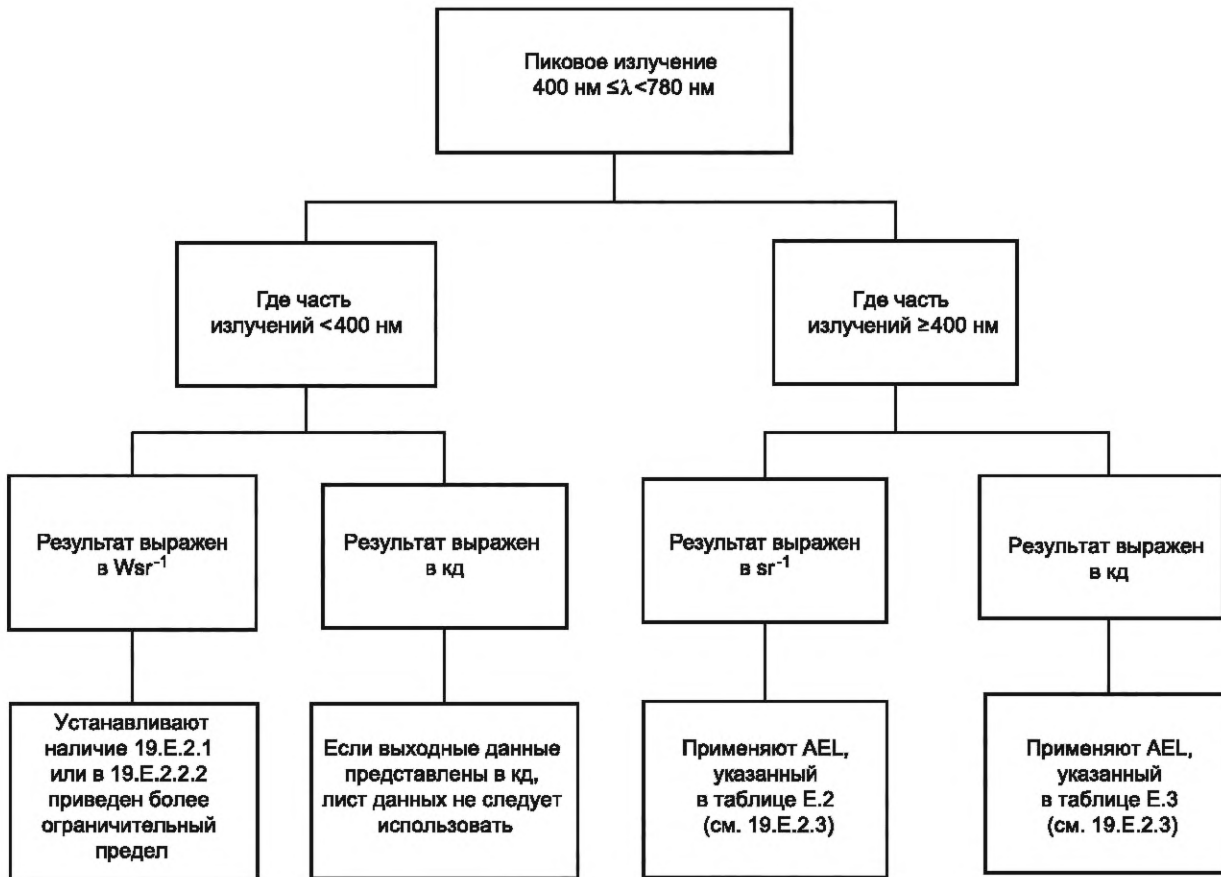 Пиковое излучение
400 нм ≤λ<780 нм
Где часть
излучений <400 нм
Где часть
излучений ≥400 нм
Результат выражен
в Wsr⁻¹
Результат выражен
в кд
Результат выражен
в sr⁻¹
Результат выражен
в кд
Устанавливают
наличие 19.E.2.1
или в 19.E.2.2.2
приведен более
ограничительный
предел
Если выходные данные
представлены в кд,
лист данных не следует
использовать
Применяют AEL,
указанный
в таблице E.2
(см. 19.E.2.3)
Применяют AEL,
указанный
в таблице E.3
(см. 19.E.2.3)